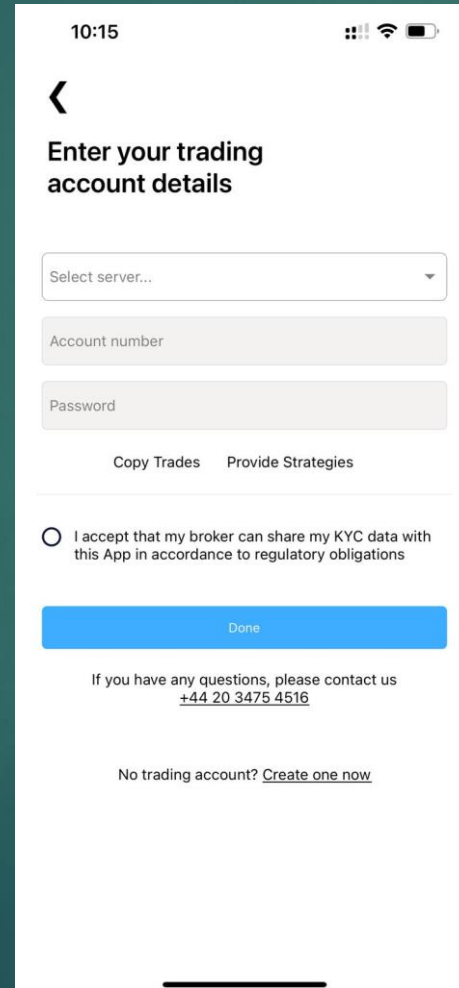 10:15
Enter your trading
account details
Select server...
Account number
Password
Copy Trades Provide Strategies
I accept that my broker can share my KYC data with
this App in accordance to regulatory obligations
Done
If you have any questions, please contact us
+44 20 3475 4516
No trading account? Create one now